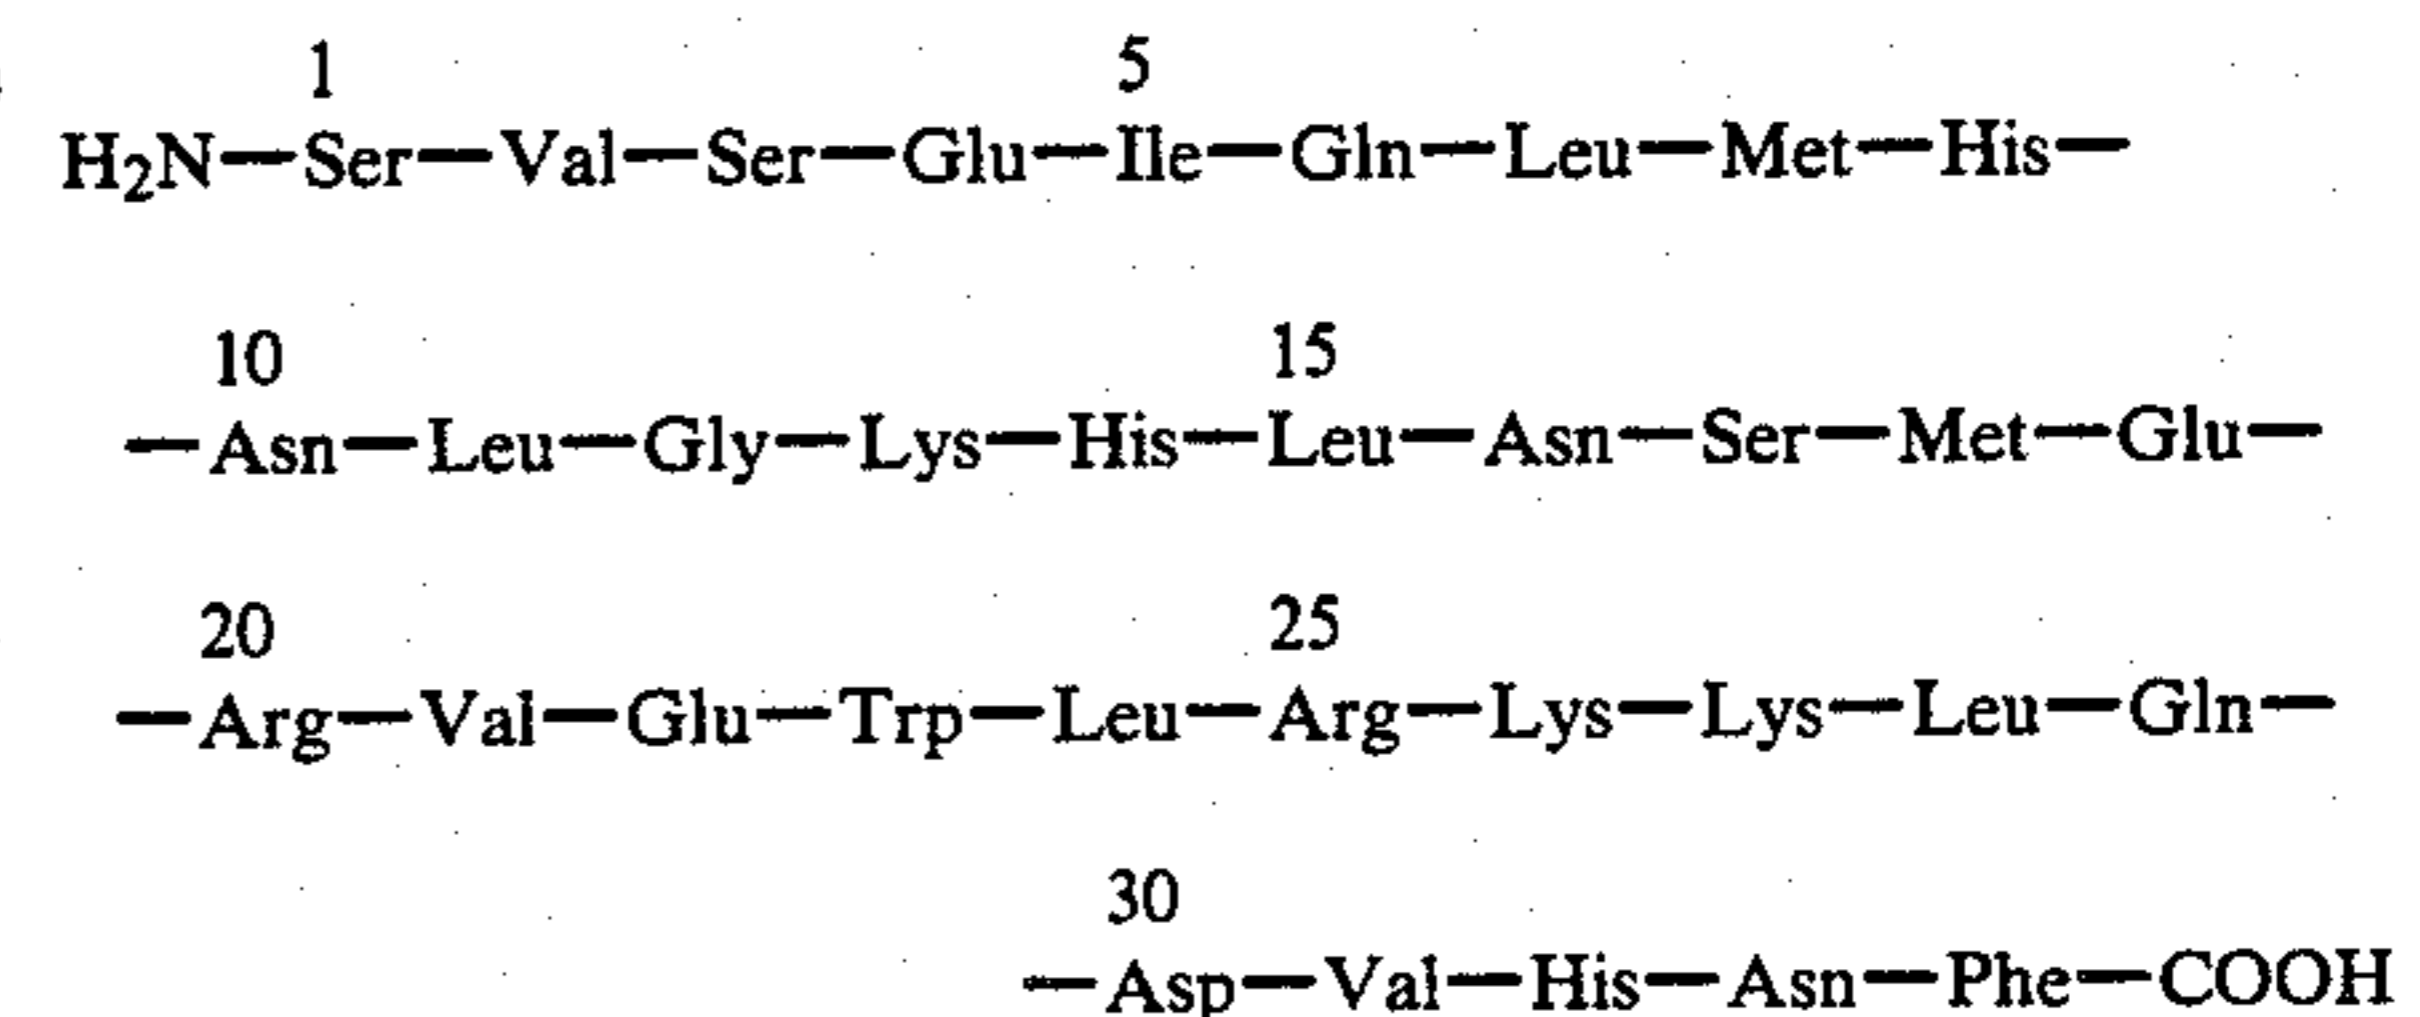 1 5
H₂N—Ser—Val—Ser—Glu—Ile—Gln—Leu—Met—His—
10 15
—Asn—Leu—Gly—Lys—His—Leu—Asn—Ser—Met—Glu—
20 25
—Arg—Val—Glu—Trp—Leu—Arg—Lys—Lys—Leu—Gln—
30
—Asp—Val—His—Asn—Phe—COOH